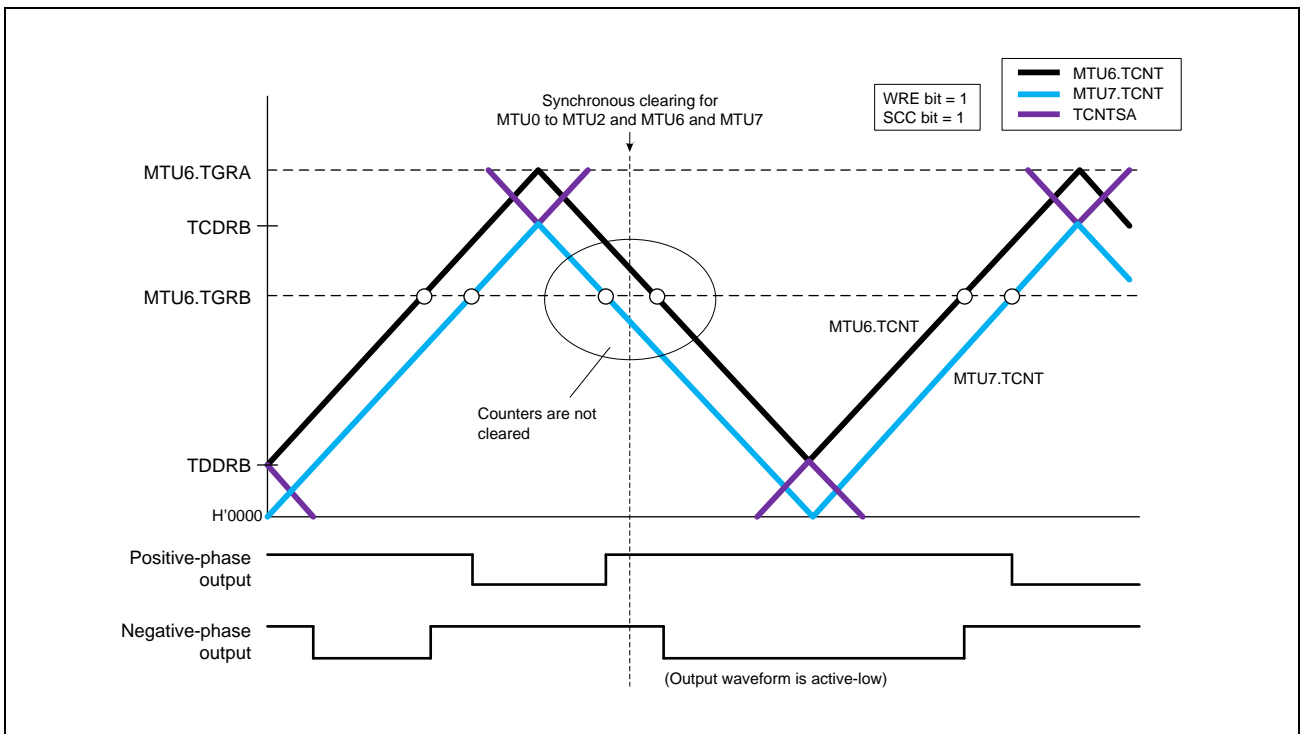 Synchronous clearing for
MTU0 to MTU2 and MTU6 and MTU7
WRE bit = 1
SCC bit = 1
MTU6.TCNT
MTU7.TCNT
TCNTSA
MTU6.TGRA
TCDRB
MTU6.TGRB
MTU6.TCNT
MTU7.TCNT
Counters are not
cleared
TDDRB
H'0000
Positive-phase
output
Negative-phase
output
(Output waveform is active-low)